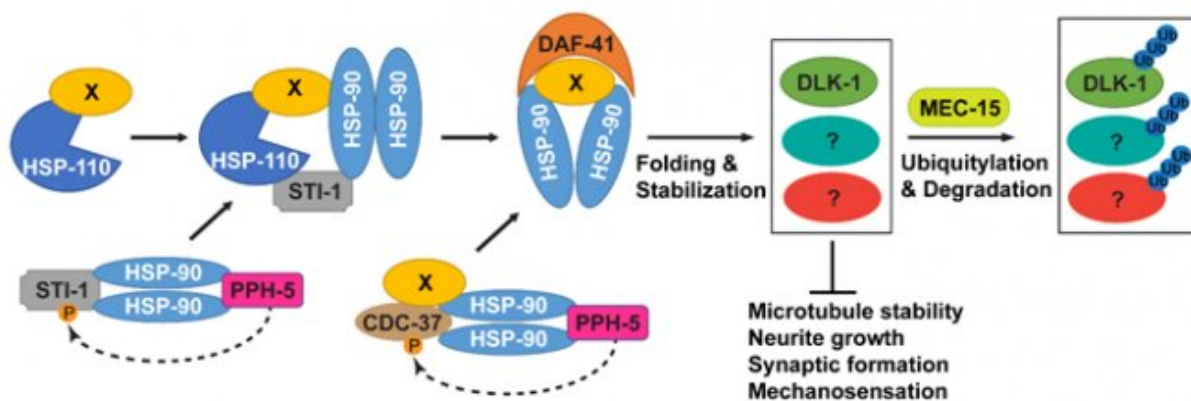 X
HSP-110
X
HSP-110
HSP-90
HSP-90
STI-1
DAF-41
X
HSP-90
HSP-90
Folding &
Stabilization
DLK-1
?
?
MEC-15
Ubiquitylation
& Degradation
Ub
Ub
Ub
DLK-1
Ub
Ub
Ub
?
Ub
Ub
Ub
?
STI-1
HSP-90
HSP-90
PPH-5
P
X
CDC-37
HSP-90
HSP-90
PPH-5
P
Microtubule stability
Neurite growth
Synaptic formation
Mechanosensation